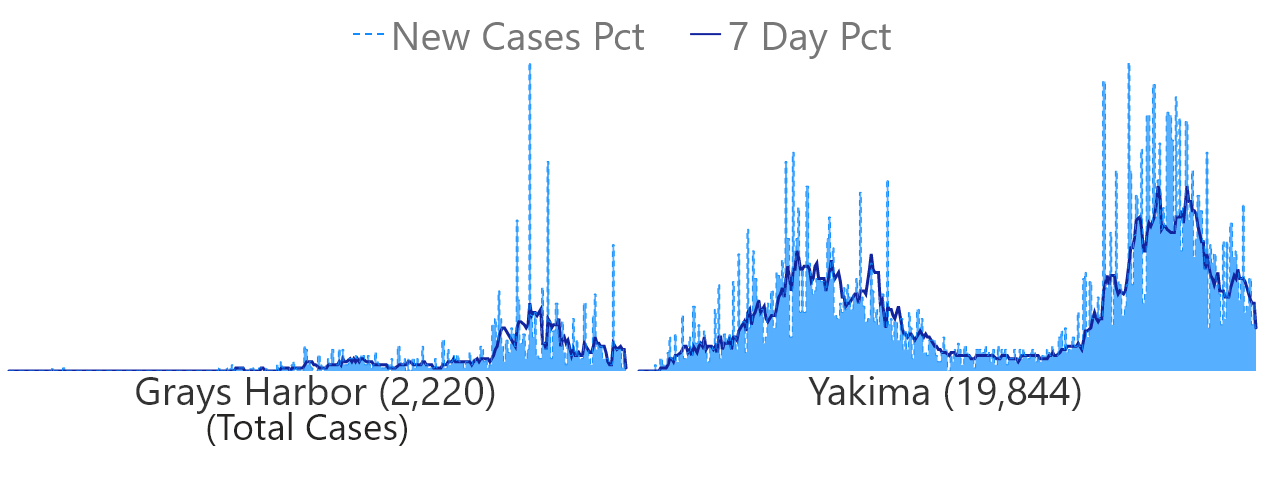 New Cases Pct 7 Day Pct
Grays Harbor (2,220)
(Total Cases)
Yakima (19,844)